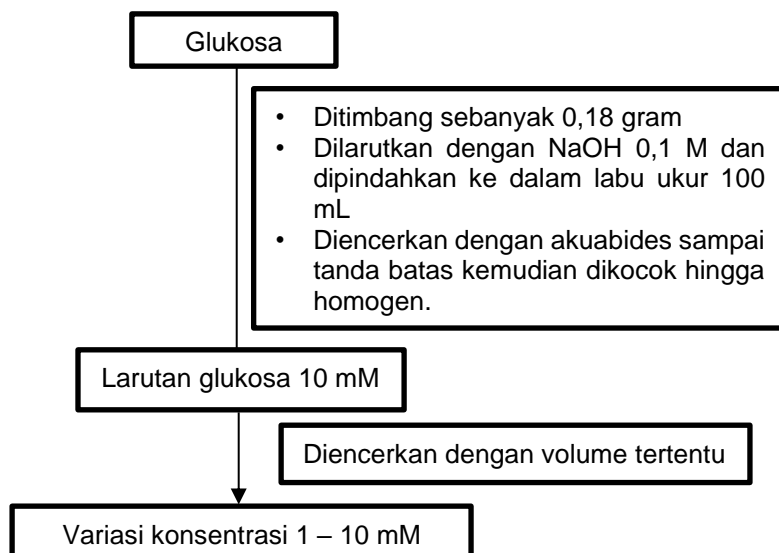 Glukosa
• Ditimbang sebanyak 0,18 gram
• Dilarutkan dengan NaOH 0,1 M dan
dipindahkan ke dalam labu ukur 100
mL
• Diencerkan dengan akuabides sampai
tanda batas kemudian dikocok hingga
homogen.
Larutan glukosa 10 mM
Diencerkan dengan volume tertentu
Variasi konsentrasi 1 – 10 mM